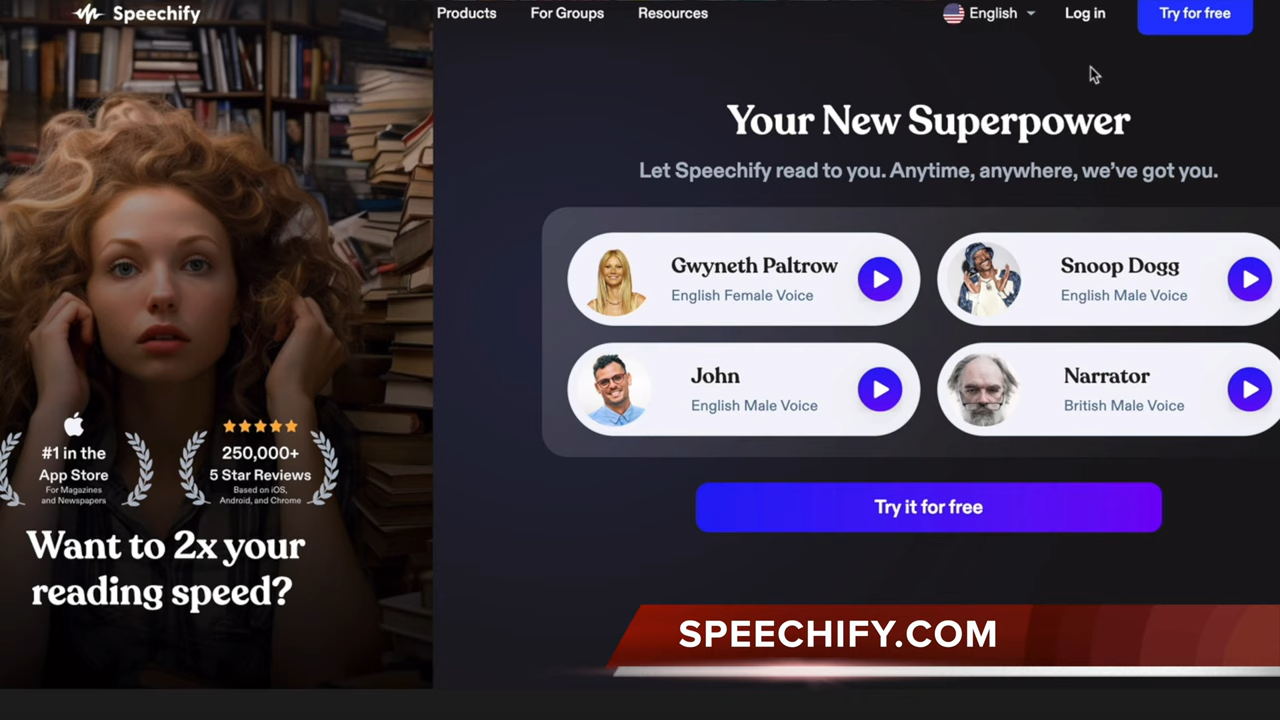 Speechify
Products
For Groups
Resources
English
Log in
Try for free
Your New Superpower
Let Speechify read to you. Anytime, anywhere, we've got you.
Gwyneth Paltrow
English Female Voice
Snoop Dogg
English Male Voice
John
English Male Voice
Narrator
British Male Voice
Try it for free
#1 in the
App Store
For Magazines
and Newspapers
250,000+
5 Star Reviews
Based on iOS,
Android, and Chrome
Want to 2x your
reading speed?
SPEECHIFY.COM